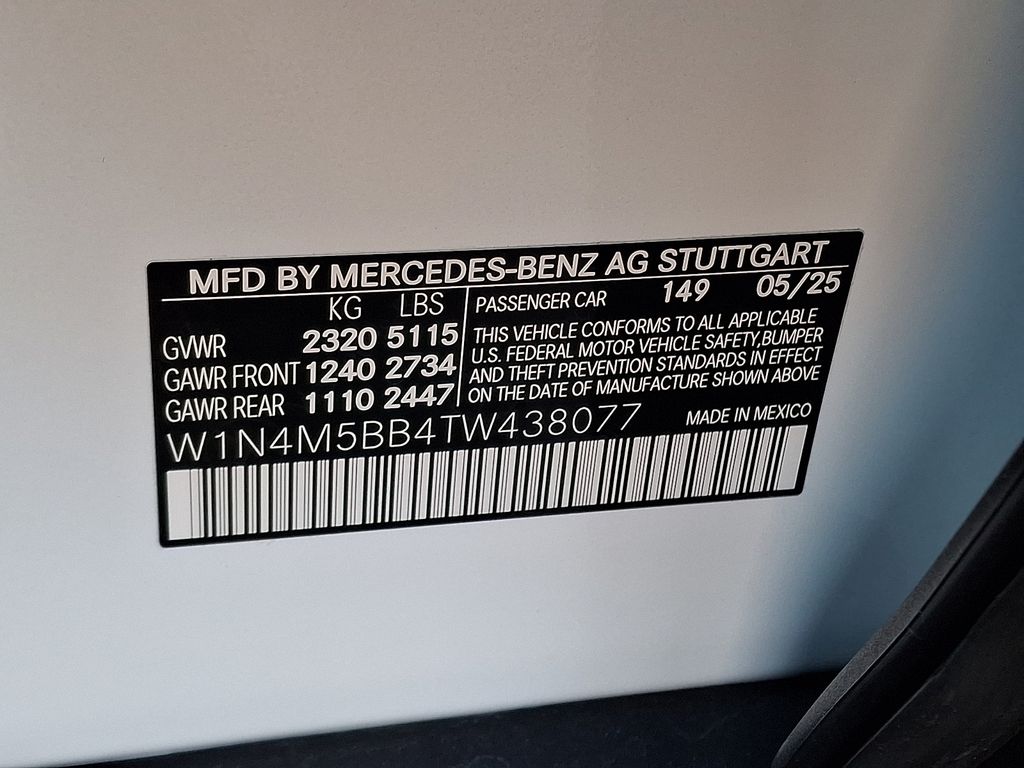 MFD BY MERCEDES-BENZ AG STUTTGART
KG LBS
GVWR 2320 5115
GAWR FRONT 1240 2734
GAWR REAR 1110 2447
PASSENGER CAR 149 05/25
THIS VEHICLE CONFORMS TO ALL APPLICABLE
U.S. FEDERAL MOTOR VEHICLE SAFETY,BUMPER
AND THEFT PREVENTION STANDARDS IN EFFECT
ON THE DATE OF MANUFACTURE SHOWN ABOVE
W1N4M5BB4TW438077
MADE IN MEXICO